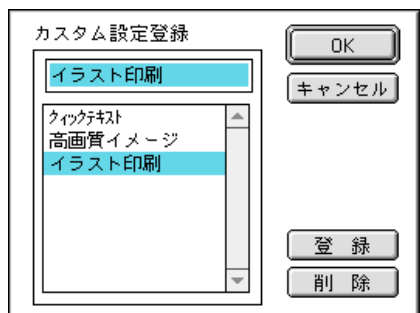 カスタム設定登録
イラスト印刷
クイックテキスト
高画質イメージ
イラスト印刷
OK
キャンセル
登 録
削 除